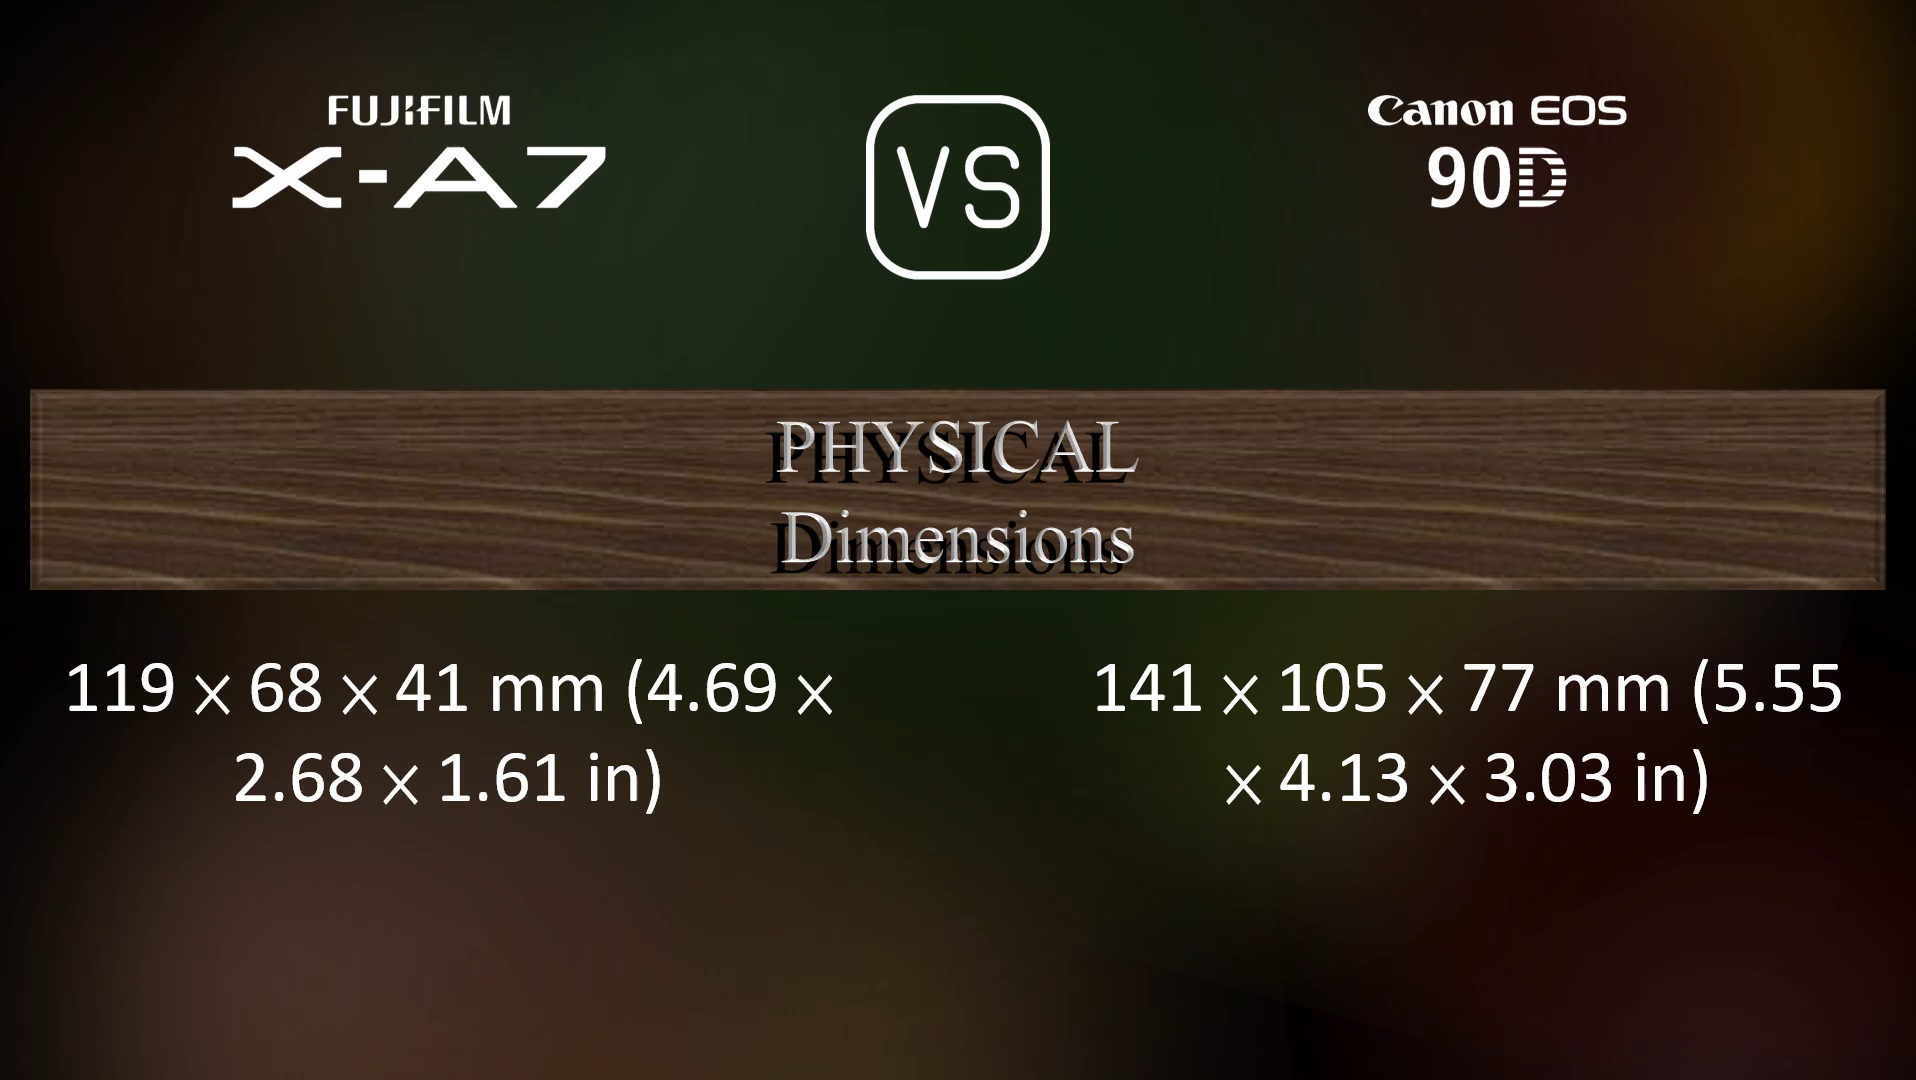 FUJIFILM
X-A7
VS
Canon EOS
90D
PHYSICAL
Dimensions
119 x 68 x 41 mm (4.69 x
2.68 x 1.61 in)
141 x 105 x 77 mm (5.55
x 4.13 x 3.03 in)